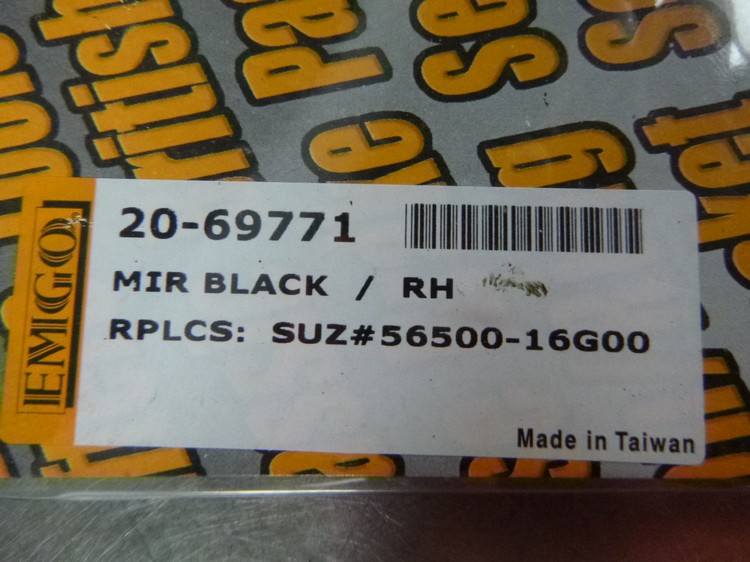 EMGO
20-69771
MIR BLACK / RH
RPLCS: SUZ#56500-16G00
Made in Taiwan